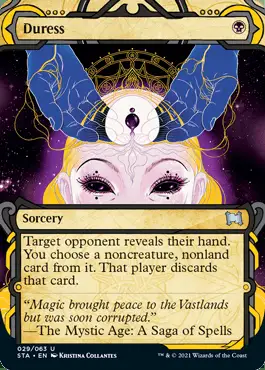 Duress
Sorcery
Target opponent reveals their hand.
You choose a noncreature, nonland
card from it. That player discards
that card.
“Magic brought peace to the Vastlands
but was soon corrupted.”
—The Mystic Age: A Saga of Spells
029/063 U
STA • EN Kristina Collantes
™ & © 2021 Wizards of the Coast